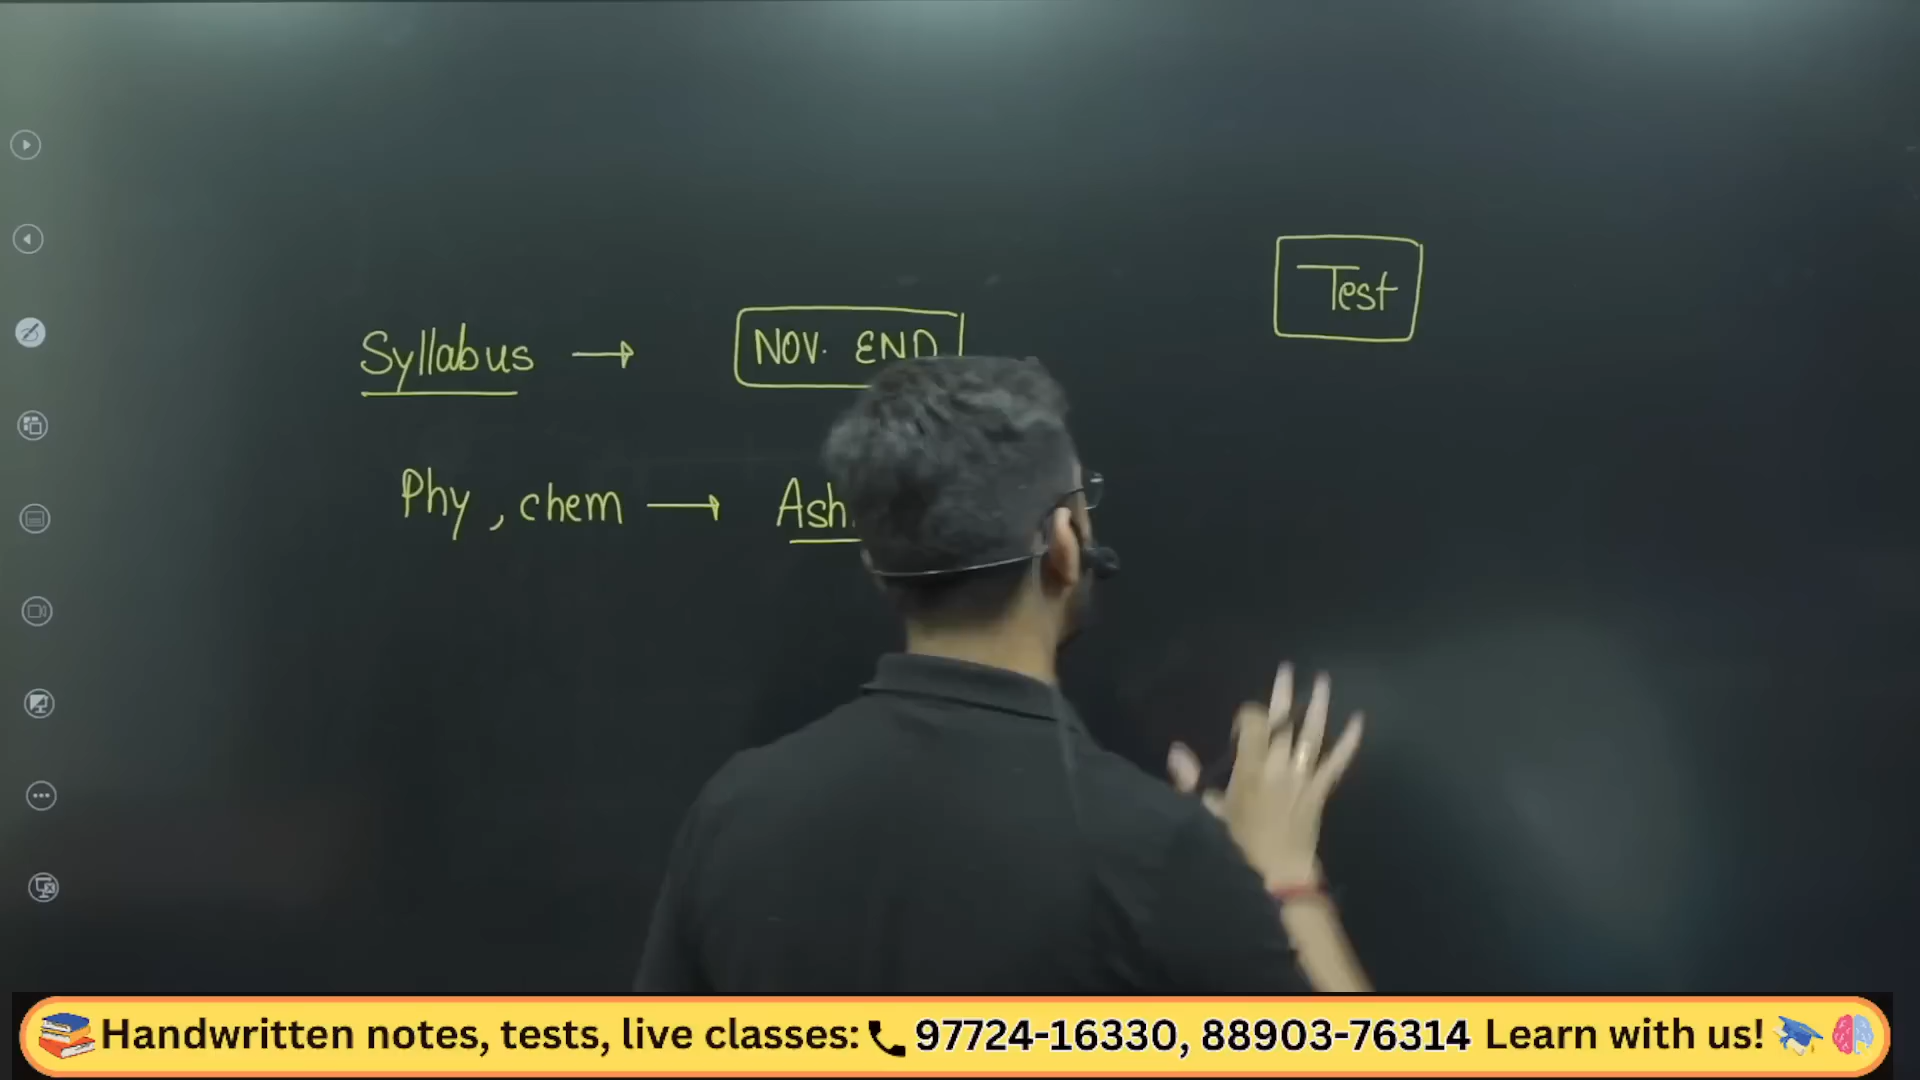 Test
Syllabus → NOV. END
Phy, chem → Ash
Handwritten notes, tests, live classes: 97724-16330, 88903-76314 Learn with us!